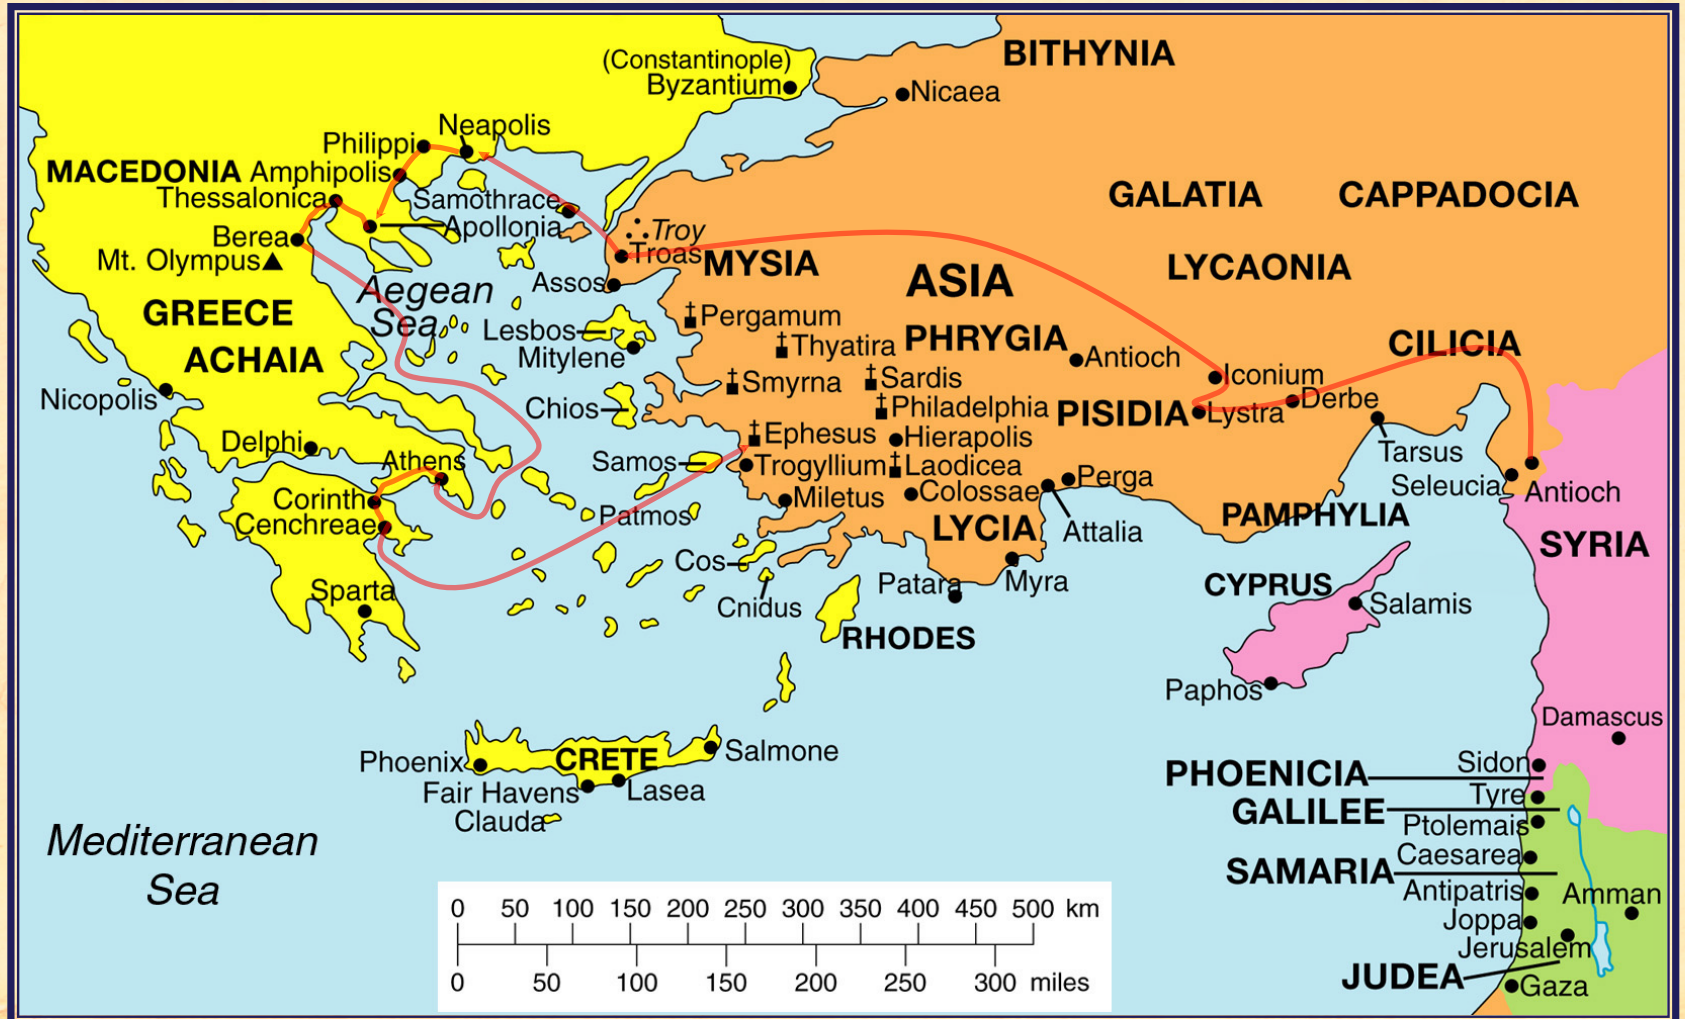 (Constantinople)
Byzantium
BITHYNIA
Nicaea
Neapolis
Philippi
MACEDONIA
Amphipolis
Thessalonica
Samothrace
Apollonia
Berea
Mt. Olympus
Troy
Troas
MYSIA
GALATIA
CAPPADOCIA
LYCAONIA
ASIA
Assos
Aegean
Sea
GREECE
ACHAIA
Pergamum
Lesbos
Mitylene
Thyatira
PHRYGIA
Antioch
CILICIA
Nicopolis
Smyrna
Sardis
Iconium
Chios
Philadelphia
PISIDIA
Lystra
Derbe
Delphi
Athens
Ephesus
Hierapolis
Tarsus
Samos
Trogyllium
Laodicea
Perga
Seleucia
Antioch
Corinth
Cenchreae
Miletus
Colossae
Patmos
LYCIA
Attalia
PAMPHYLIA
SYRIA
Cos
Cnidus
Patara
Myra
CYPRUS
Salamis
Sparta
RHODES
Paphos
Damascus
Phoenix
CRETE
Salmone
Fair Havens
Lasea
Clauda
PHOENICIA
Sidon
Tyre
GALILEE
Ptolemais
Mediterranean
Sea
Caesarea
SAMARIA
Antipatris
Amman
Joppa
Jerusalem
JUDEA
Gaza
0 50 100 150 200 250 300 350 400 450 500 km
0 50 100 150 200 250 300 miles